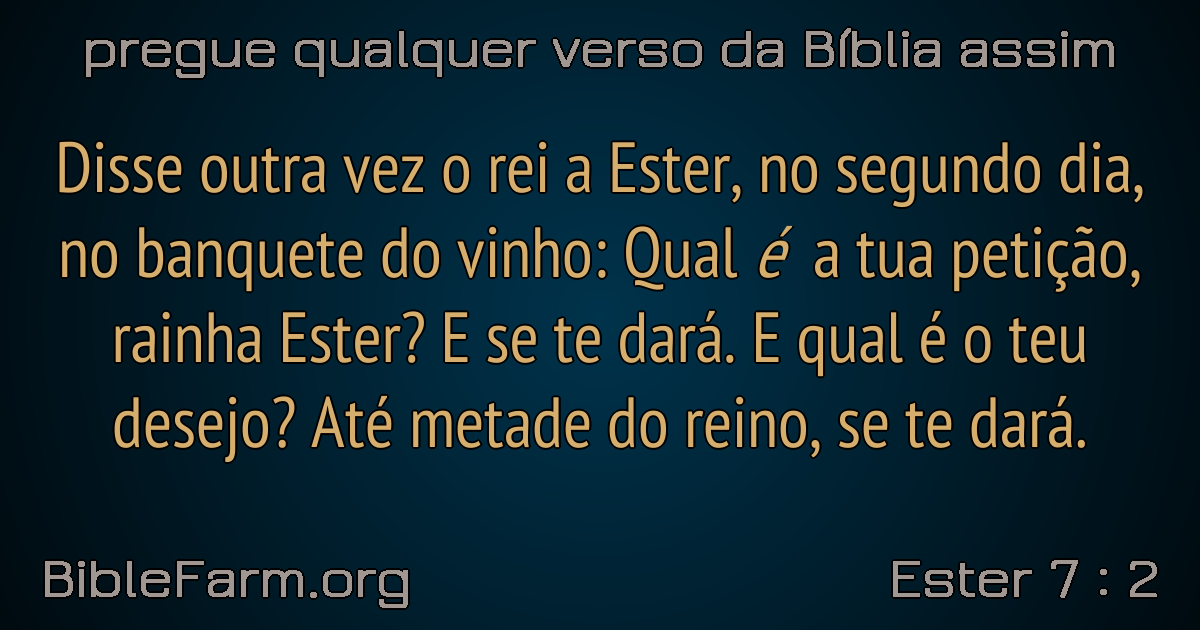 pregue qualquer verso da Bíblia assim
Disse outra vez o rei a Ester, no segundo dia,
no banquete do vinho: Qual é a tua petição,
rainha Ester? E se te dará. E qual é o teu
desejo? Até metade do reino, se te dará.
BibleFarm.org
Ester 7 : 2